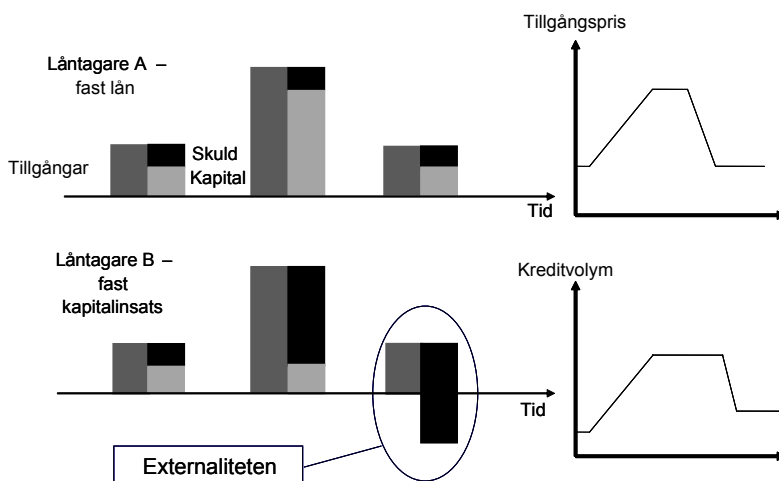 Låntagare A –
fast lån
Tillgångar
Skuld
Kapital
Tid
Tillgångspris
Låntagare B –
fast
kapitalinsats
Tid
Externaliteten
Kreditvolym